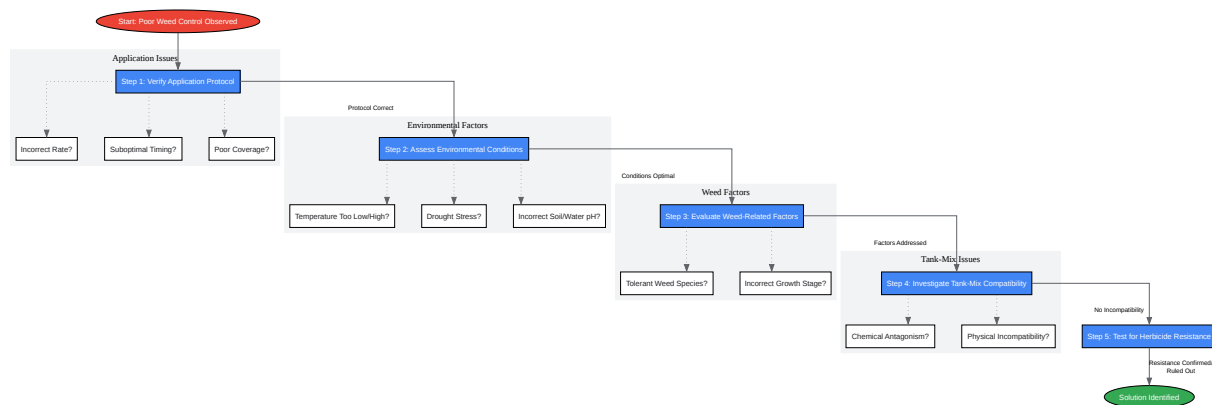 Start: Poor Weed Control Observed
Application Issues
Step 1: Verify Application Protocol
Incorrect Rate?
Suboptimal Timing?
Poor Coverage?
Protocol Correct
Environmental Factors
Step 2: Assess Environmental Conditions
Temperature Too Low/High?
Drought Stress?
Incorrect Soil/Water pH?
Conditions Optimal
Weed Factors
Step 3: Evaluate Weed-Related Factors
Tolerant Weed Species?
Incorrect Growth Stage?
Factors Addressed
Tank-Mix Issues
Step 4: Investigate Tank-Mix Compatibility
Chemical Antagonism?
Physical Incompatibility?
No Incompatibility
Step 5: Test for Herbicide Resistance
Resistance Confirmed/
Ruled Out
Solution Identified